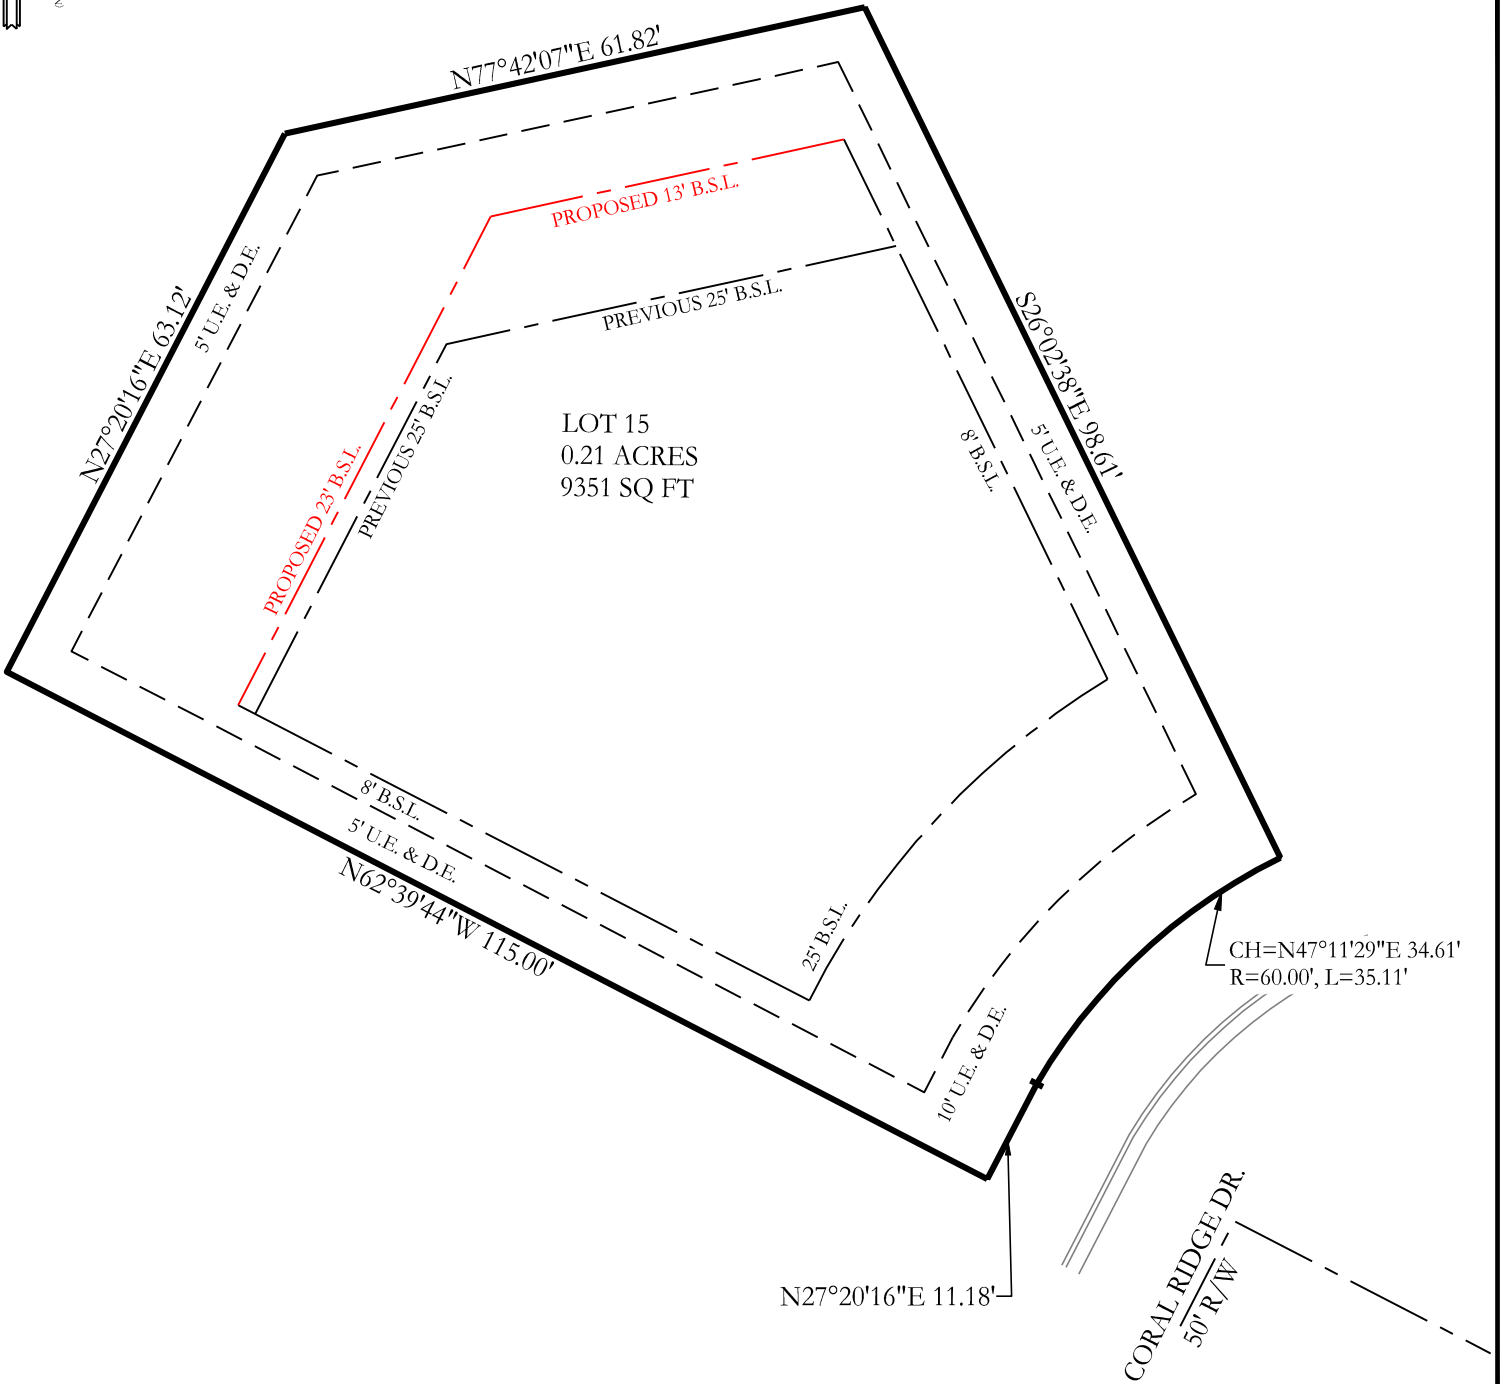 N77°42'07"E 61.82'
PROPOSED 13' B.S.L.
5' U.E. & D.E.
PREVIOUS 25' B.S.L.
N27°20'16"E 63.12'
S26°02'38"E 98.61'
PREVIOUS 25' B.S.L.
LOT 15
0.21 ACRES
9351 SQ FT
8' B.S.L.
5' U.E. & D.E.
PROPOSED 23' B.S.L.
8' B.S.L.
5' U.E. & D.E.
N62°39'44"W 115.00'
25' B.S.L.
CH=N47°11'29"E 34.61'
R=60.00', L=35.11'
10' U.E. & D.E.
N27°20'16"E 11.18'
CORAL RIDGE DR.
50' R/W